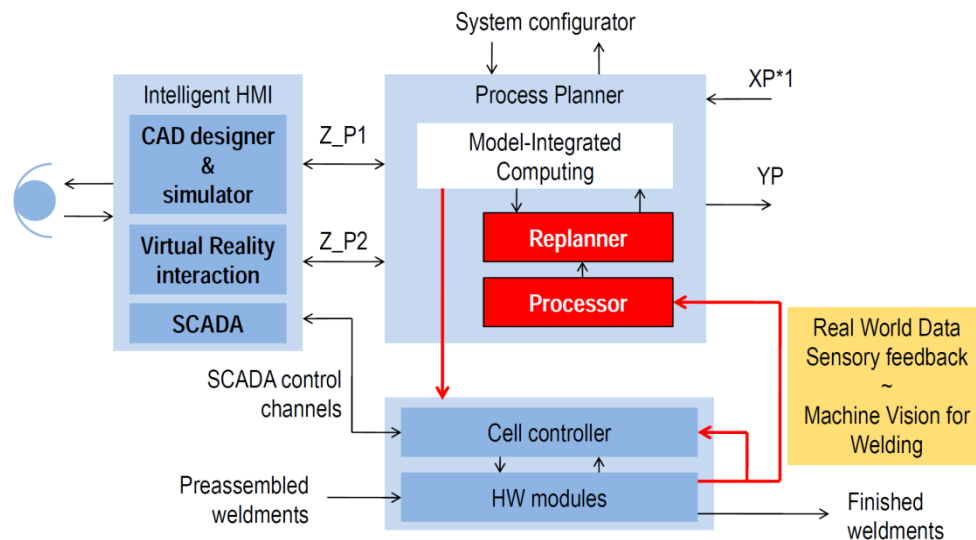 System configurator
Intelligent HMI
CAD designer
&
simulator
Virtual Reality
interaction
SCADA
Z_P1
Z_P2
Process Planner
Model-Integrated
Computing
Replanner
Processor
XP*1
YP
Real World Data
Sensory feedback
~
Machine Vision for
Welding
SCADA control
channels
Cell controller
HW modules
Preassembled
weldments
Finished
weldments